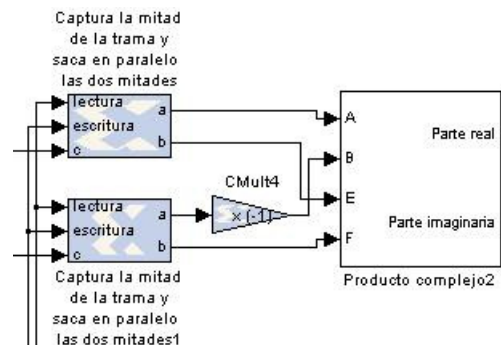 Captura la mitad
de la trama y
saca en paralelo
las dos mitades
lectura
escritura
c
a
b
A
B
E
F
Parte real
Parte imaginaria
Producto complejo2
CMult4
x (-1)
lectura
escritura
c
a
b
Captura la mitad
de la trama y
saca en paralelo
las dos mitades1